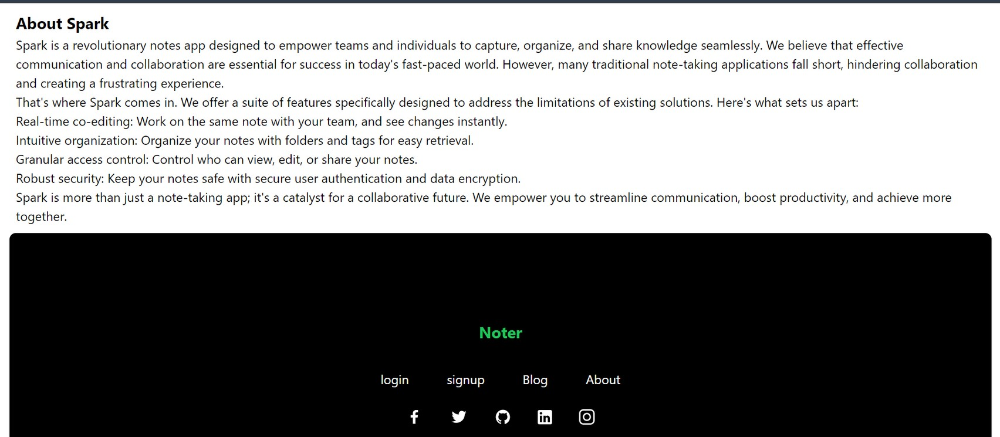 About Spark
Spark is a revolutionary notes app designed to empower teams and individuals to capture, organize, and share knowledge seamlessly. We believe that effective
communication and collaboration are essential for success in today's fast-paced world. However, many traditional note-taking applications fall short, hindering collaboration
and creating a frustrating experience.
That's where Spark comes in. We offer a suite of features specifically designed to address the limitations of existing solutions. Here's what sets us apart:
Real-time co-editing: Work on the same note with your team, and see changes instantly.
Intuitive organization: Organize your notes with folders and tags for easy retrieval.
Granular access control: Control who can view, edit, or share your notes.
Robust security: Keep your notes safe with secure user authentication and data encryption.
Spark is more than just a note-taking app; it's a catalyst for a collaborative future. We empower you to streamline communication, boost productivity, and achieve more
together.
Noter
login signup Blog About